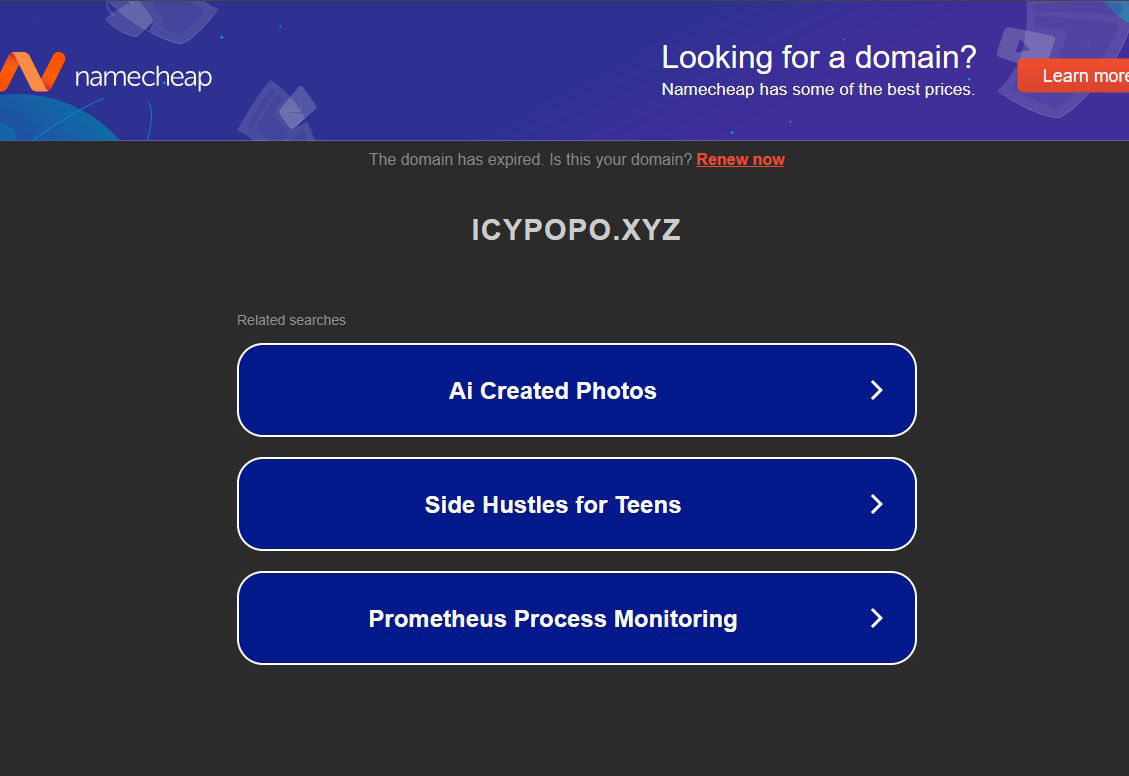 namecheap
Looking for a domain?
Namecheap has some of the best prices.
Learn more
The domain has expired. Is this your domain? Renew now
ICYPOPO.XYZ
Related searches
Ai Created Photos
Side Hustles for Teens
Prometheus Process Monitoring